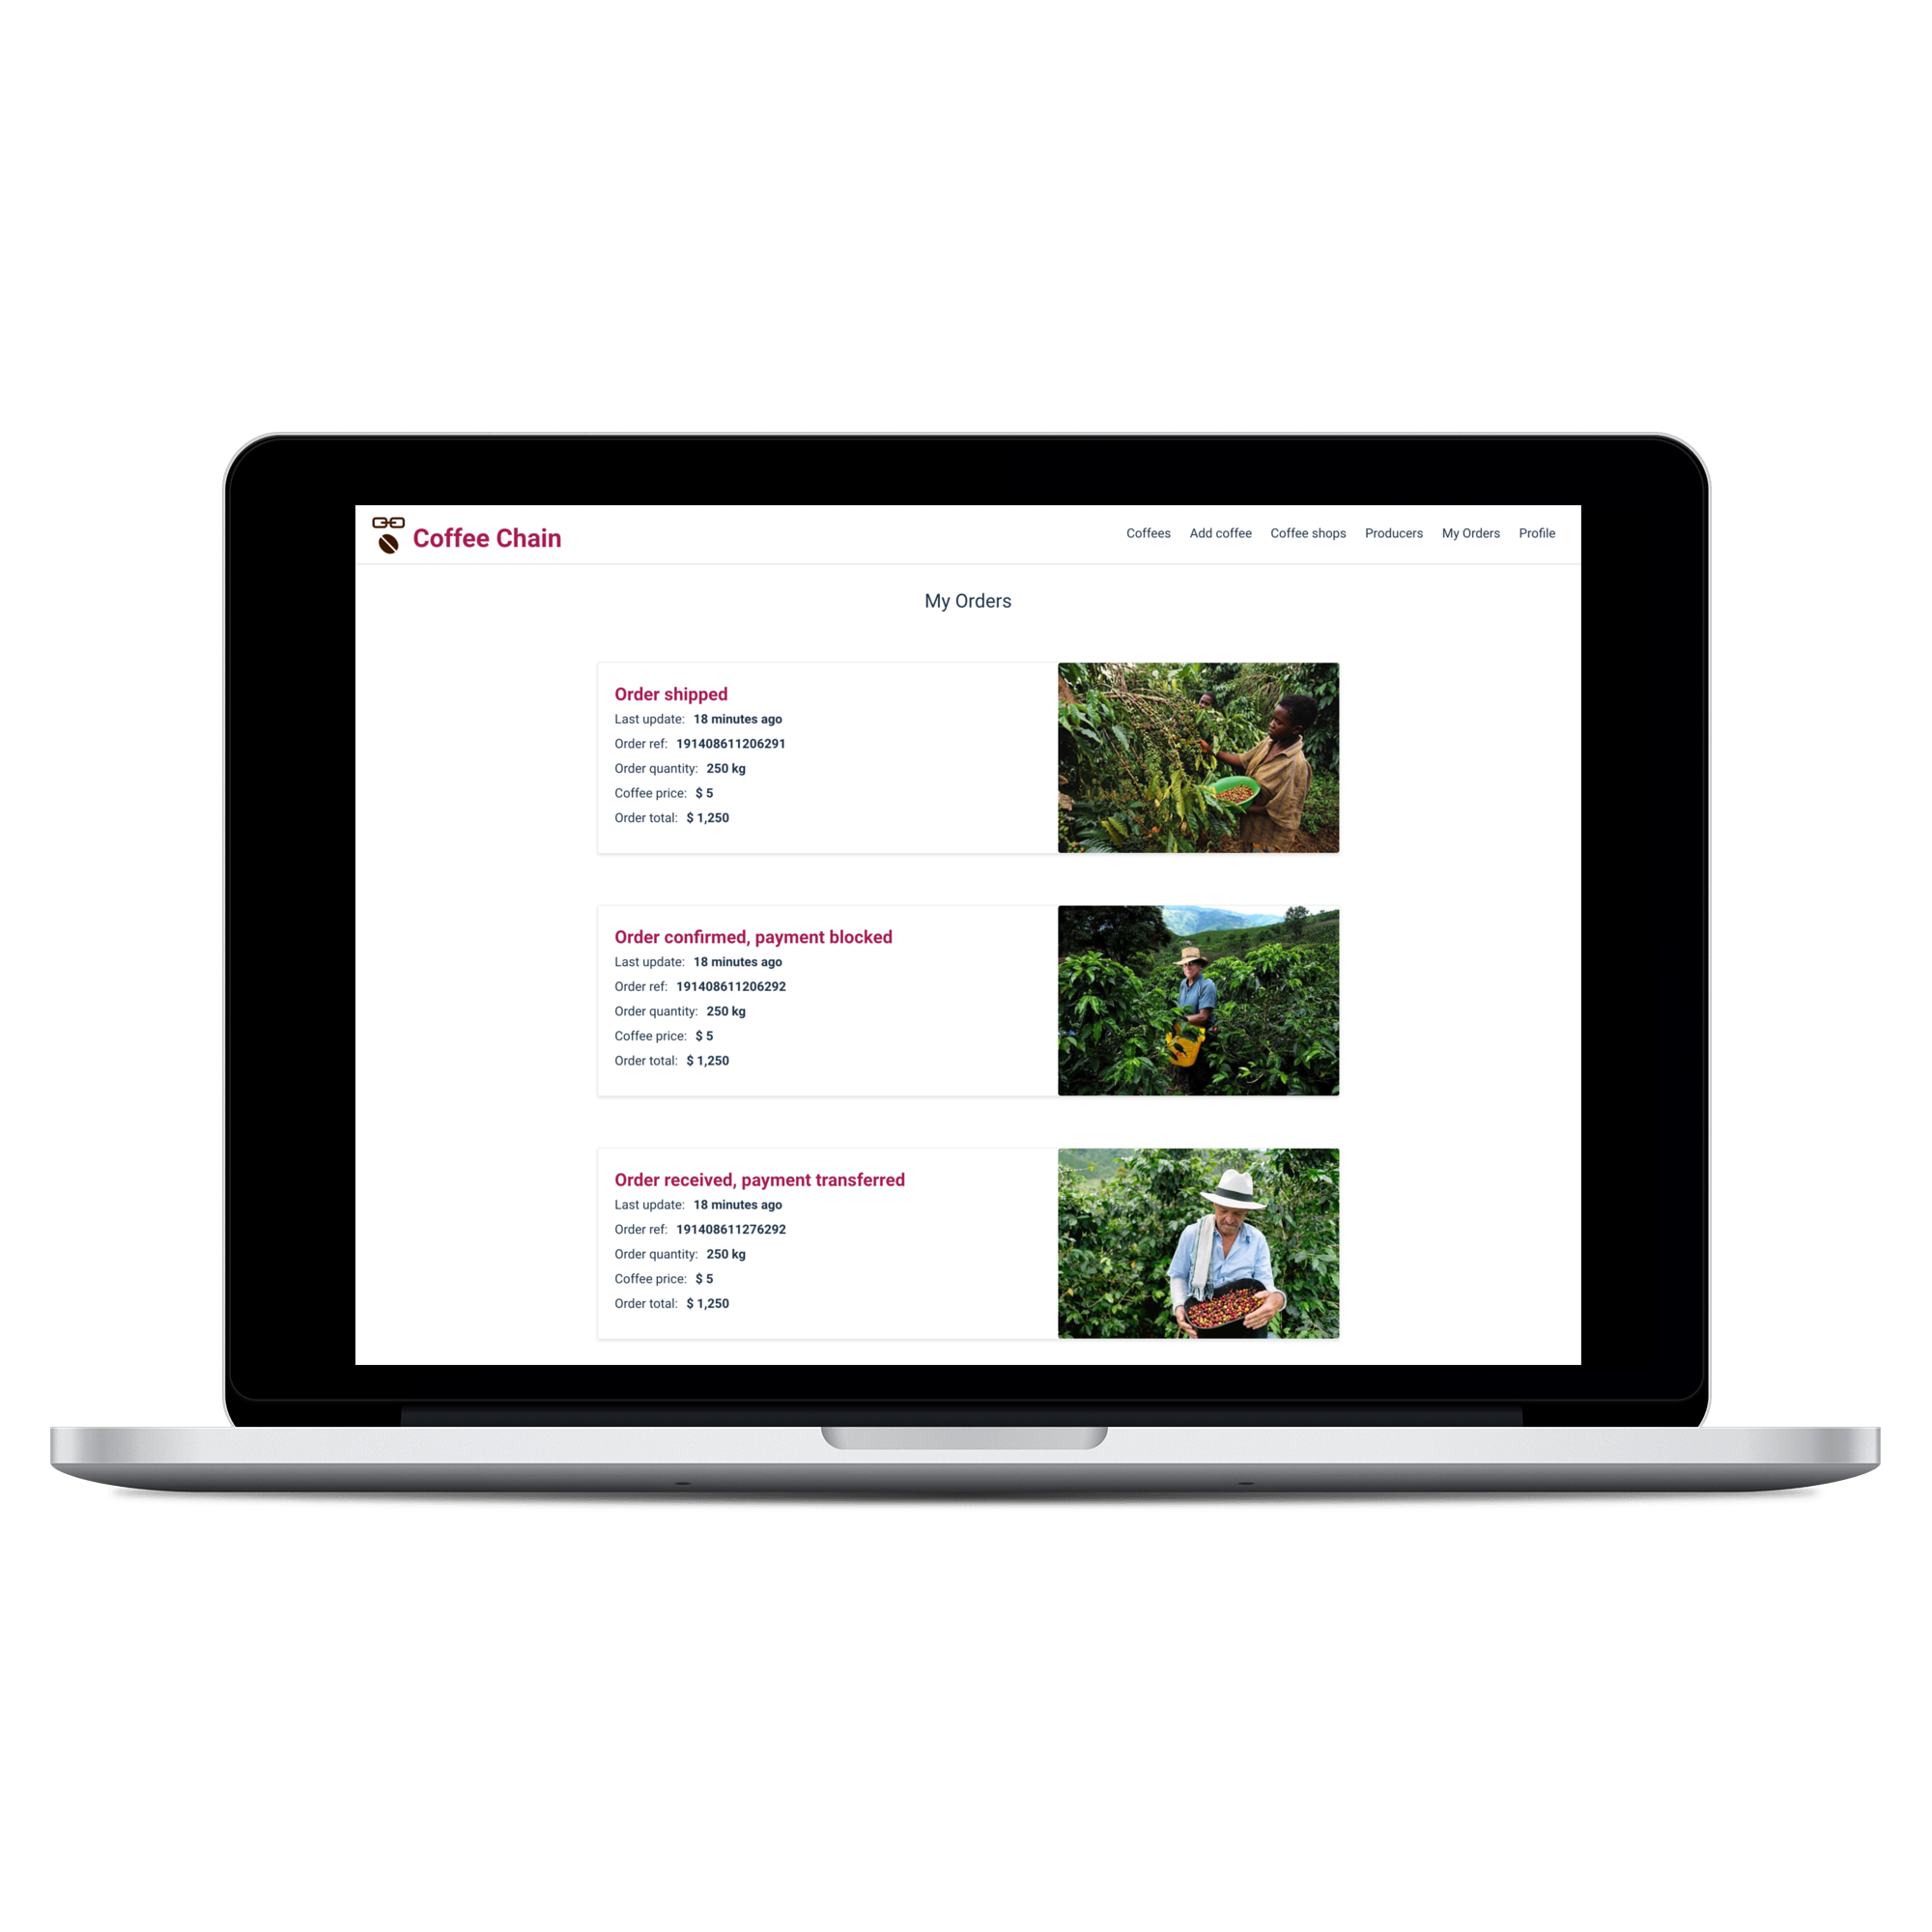 Coffee Chain
Coffees Add coffee Coffee shops Producers My Orders Profile
My Orders
Order shipped
Last update: 18 minutes ago
Order ref: 191408611206291
Order quantity: 250 kg
Coffee price: $ 5
Order total: $ 1,250
Order confirmed, payment blocked
Last update: 18 minutes ago
Order ref: 191408611206292
Order quantity: 250 kg
Coffee price: $ 5
Order total: $ 1,250
Order received, payment transferred
Last update: 18 minutes ago
Order ref: 191408611276292
Order quantity: 250 kg
Coffee price: $ 5
Order total: $ 1,250